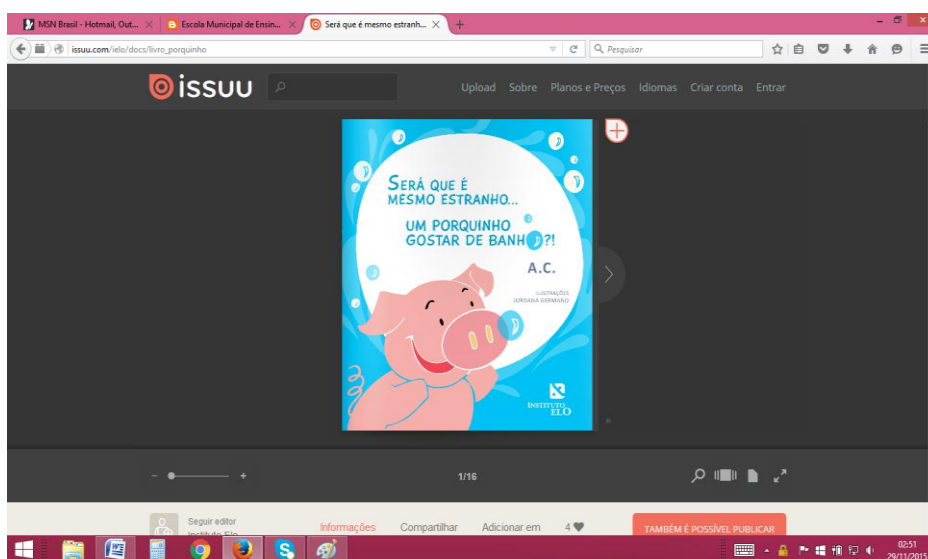 MSN Brasil - Hotmail, Out...
Escola Municipal de Ensin...
Será que é mesmo estranh...
issuu.com/ielo/docs/livro_porquinho
Pesquisar
issuu
Upload Sobre Planos e Preços Idiomas Criar conta Entrar
SERÁ QUE É
MESMO ESTRANHO...
UM PORQUINHO
GOSTAR DE BANHO?!
A.C.
ILUSTRAÇÕES
JORDANA GERMANO
INSTITUTO
ELO
1/16
Seguir editor
Instituto Elo
Informações Compartilhar Adicionar em 4
TAMBÉM É POSSÍVEL PUBLICAR
02:51
29/11/2015